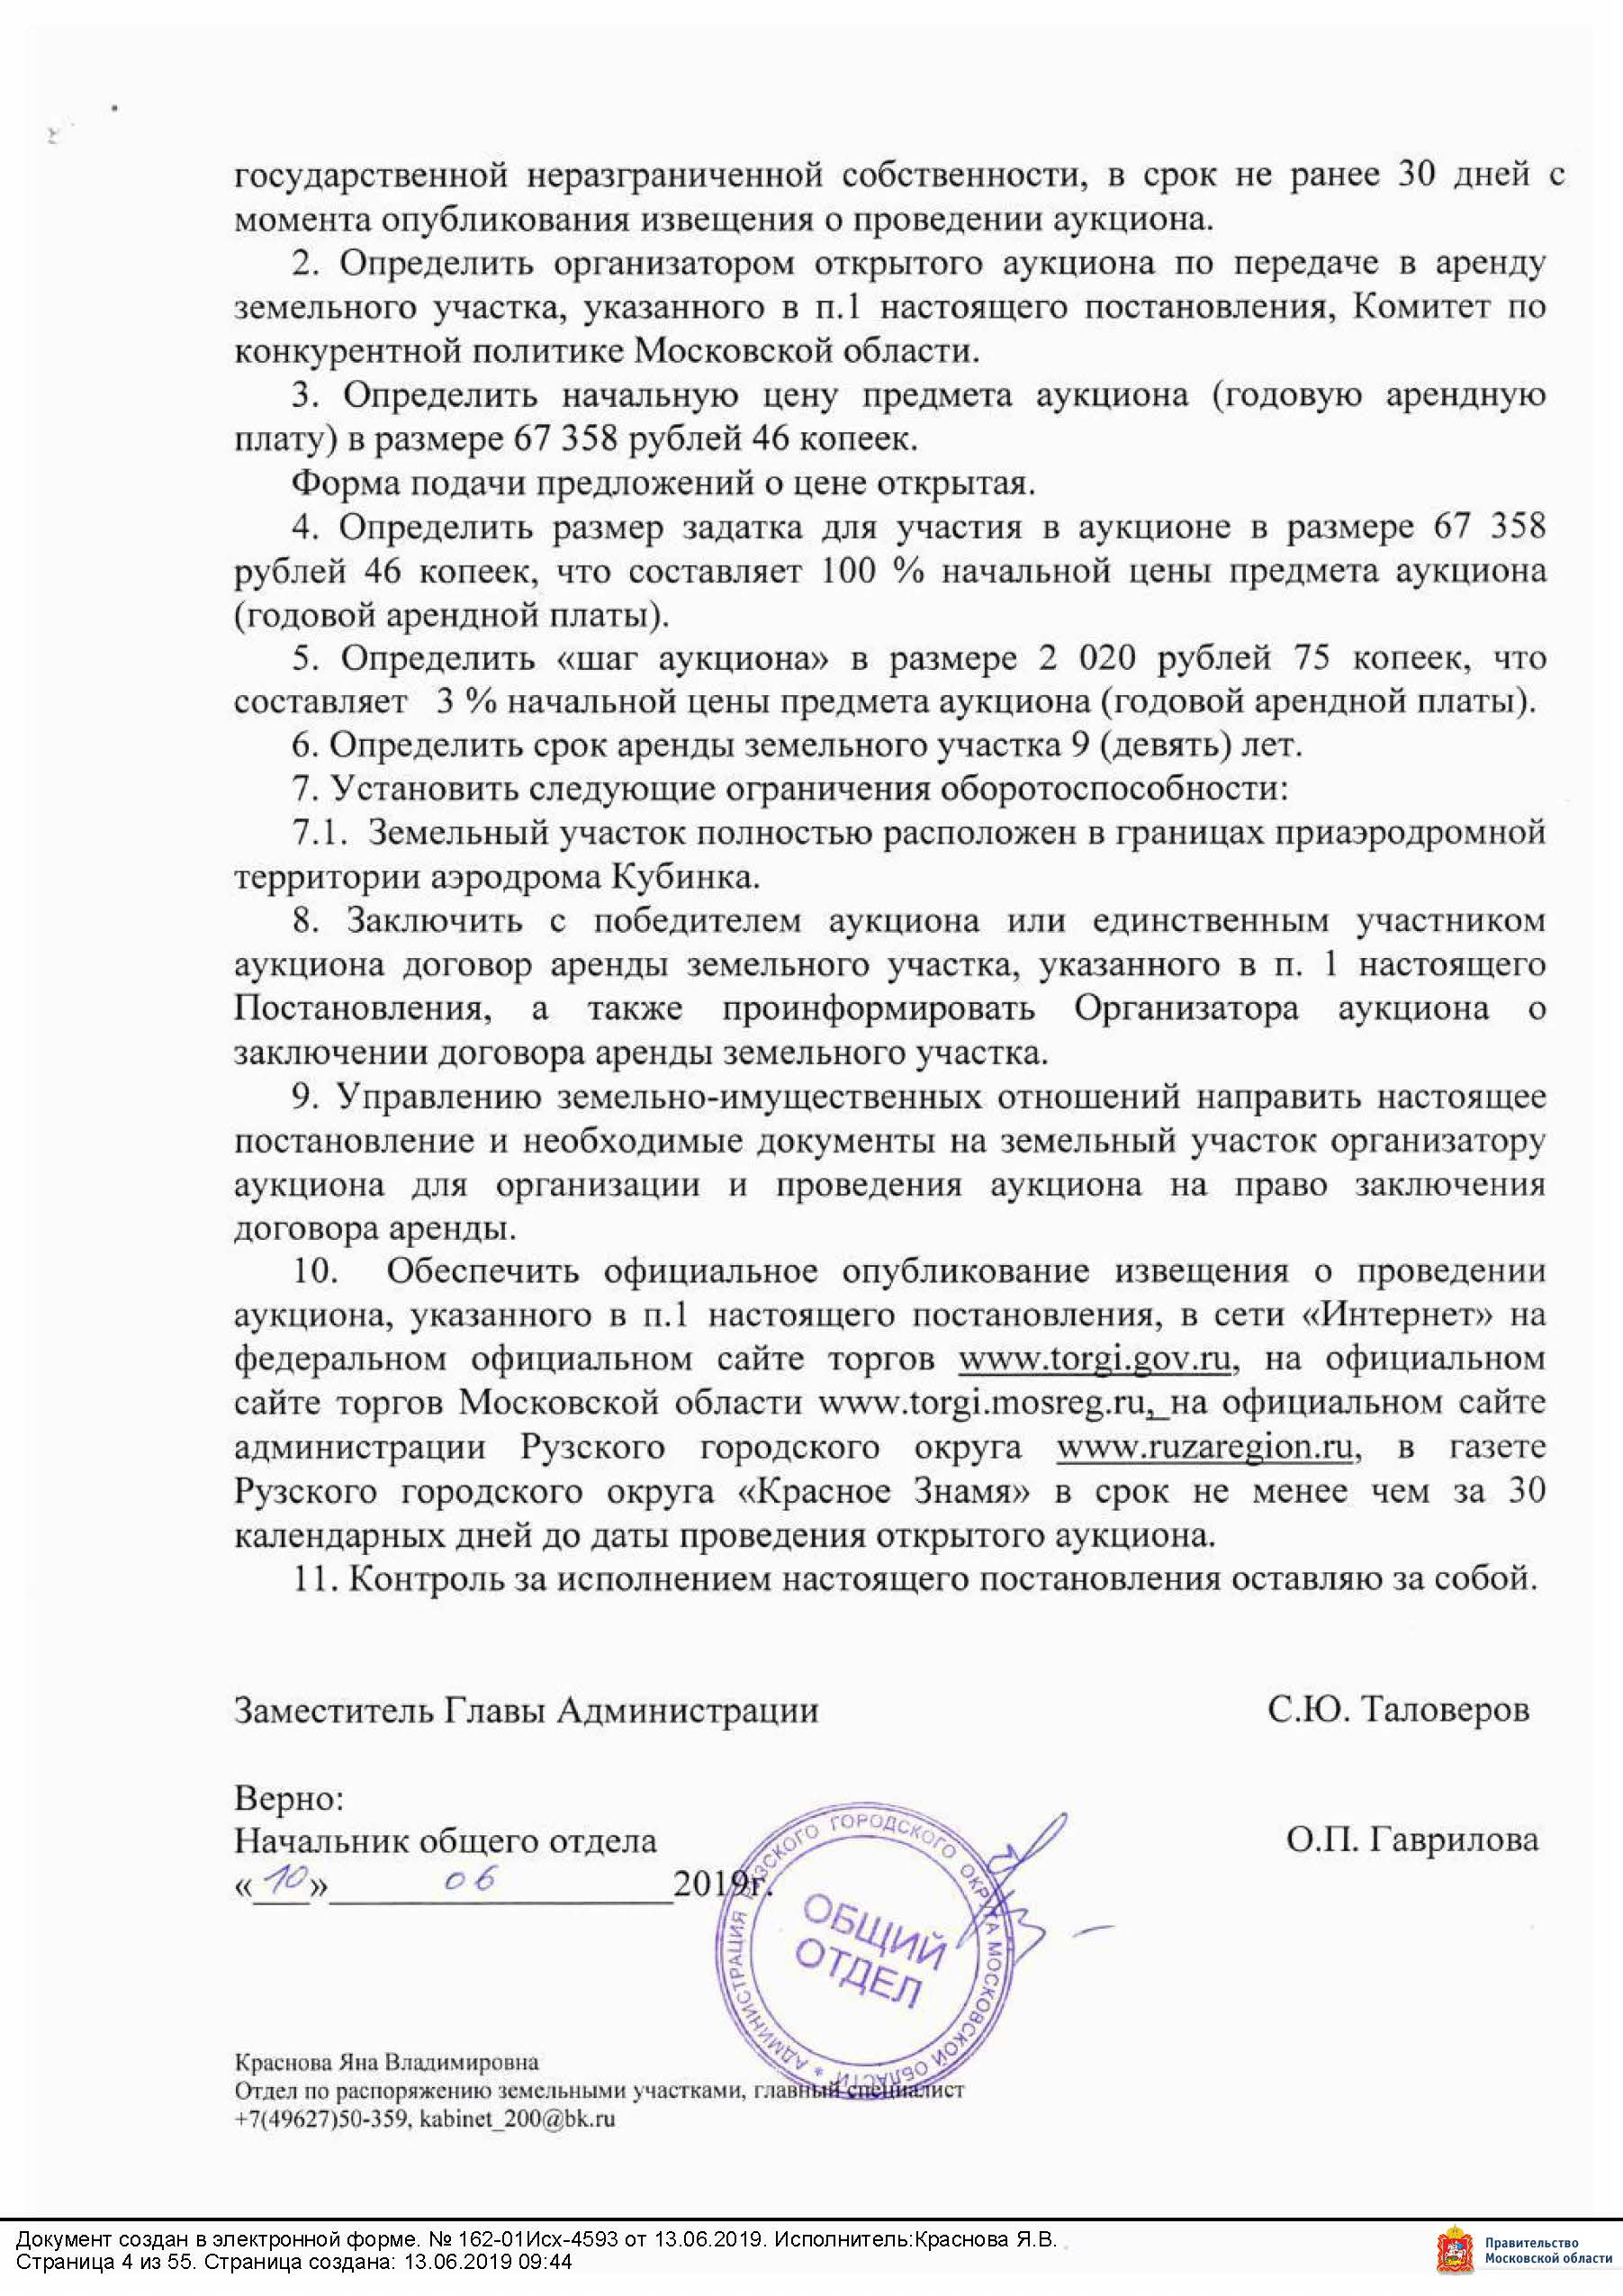 государственной неразграниченной собственности, в срок не ранее 30 дней с
момента опубликования извещения о проведении аукциона.
2. Определить организатором открытого аукциона по передаче в аренду
земельного участка, указанного в п.1 настоящего постановления, Комитет по
конкурентной политике Московской области.
3. Определить начальную цену предмета аукциона (годовую арендную
плату) в размере 67 358 рублей 46 копеек.
Форма подачи предложений о цене открытая.
4. Определить размер задатка для участия в аукционе в размере 67 358
рублей 46 копеек, что составляет 100 % начальной цены предмета аукциона
(годовой арендной платы).
5. Определить «шаг аукциона» в размере 2 020 рублей 75 копеек, что
составляет 3 % начальной цены предмета аукциона (годовой арендной платы).
6. Определить срок аренды земельного участка 9 (девять) лет.
7. Установить следующие ограничения оборотоспособности:
7.1. Земельный участок полностью расположен в границах приаэродромной
территории аэродрома Кубинка.
8. Заключить с победителем аукциона или единственным участником
аукциона договор аренды земельного участка, указанного в п. 1 настоящего
Постановления, а также проинформировать Организатора аукциона о
заключении договора аренды земельного участка.
9. Управлению земельно-имущественных отношений направить настоящее
постановление и необходимые документы на земельный участок организатору
аукциона для организации и проведения аукциона на право заключения
договора аренды.
10. Обеспечить официальное опубликование извещения о проведении
аукциона, указанного в п.1 настоящего постановления, в сети «Интернет» на
федеральном официальном сайте торгов www.torgi.gov.ru, на официальном
сайте торгов Московской области www.torgi.mosreg.ru, на официальном сайте
администрации Рузского городского округа www.ruzaregion.ru, в газете
Рузского городского округа «Красное Знамя» в срок не менее чем за 30
календарных дней до даты проведения открытого аукциона.
11. Контроль за исполнением настоящего постановления оставляю за собой.
Заместитель Главы Администрации С.Ю. Таловеров
Верно:
Начальник общего отдела О.П. Гаврилова
«10» 06 2019г.
АДМИНИСТРАЦИЯ РУЗСКОГО ГОРОДСКОГО ОКРУГА МОСКОВСКОЙ ОБЛАСТИ *
ОБЩИЙ
ОТДЕЛ
Краснова Яна Владимировна
Отдел по распоряжению земельными участками, главный специалист
+7(49627)50-359, kabinet_200@bk.ru
Документ создан в электронной форме. № 162-01Исх-4593 от 13.06.2019. Исполнитель:Краснова Я.В.
Страница 4 из 55. Страница создана: 13.06.2019 09:44
Правительство
Московской области